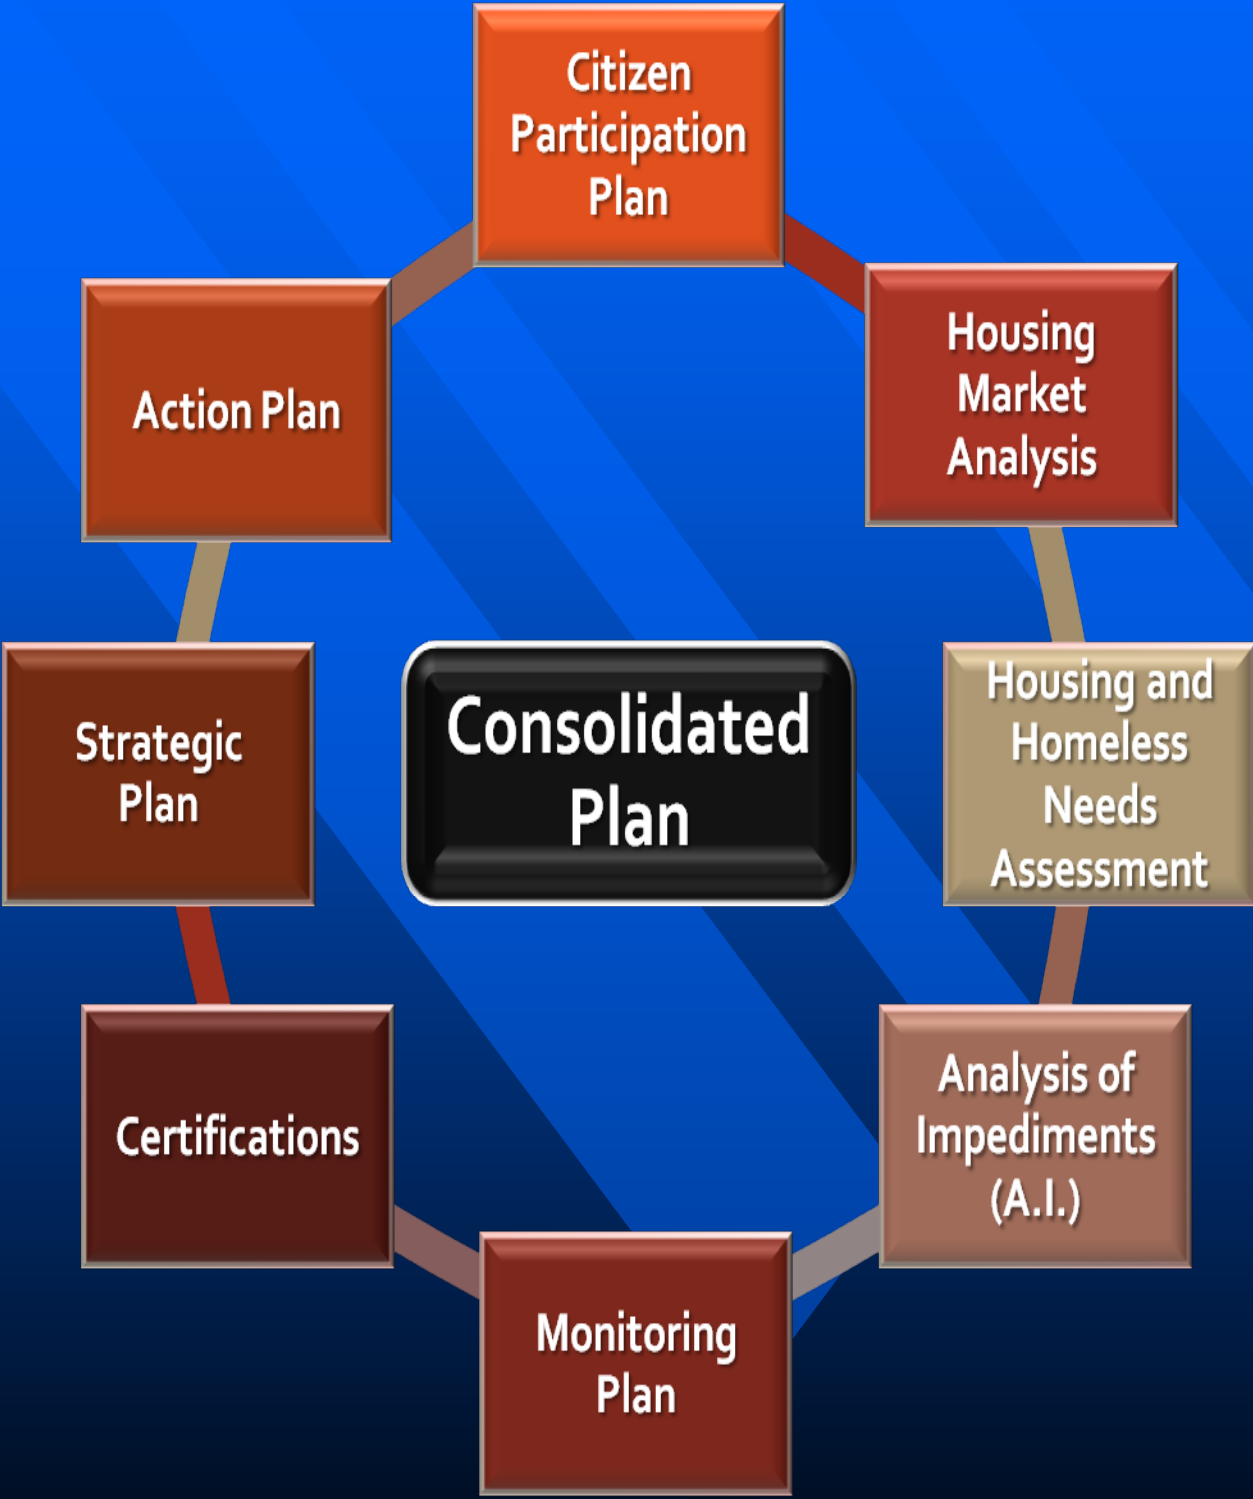 Citizen
Participation
Plan
Housing
Market
Analysis
Action Plan
Housing and
Homeless
Needs
Assessment
Strategic
Plan
Consolidated
Plan
Analysis of
Impediments
(A.I.)
Certifications
Monitoring
Plan